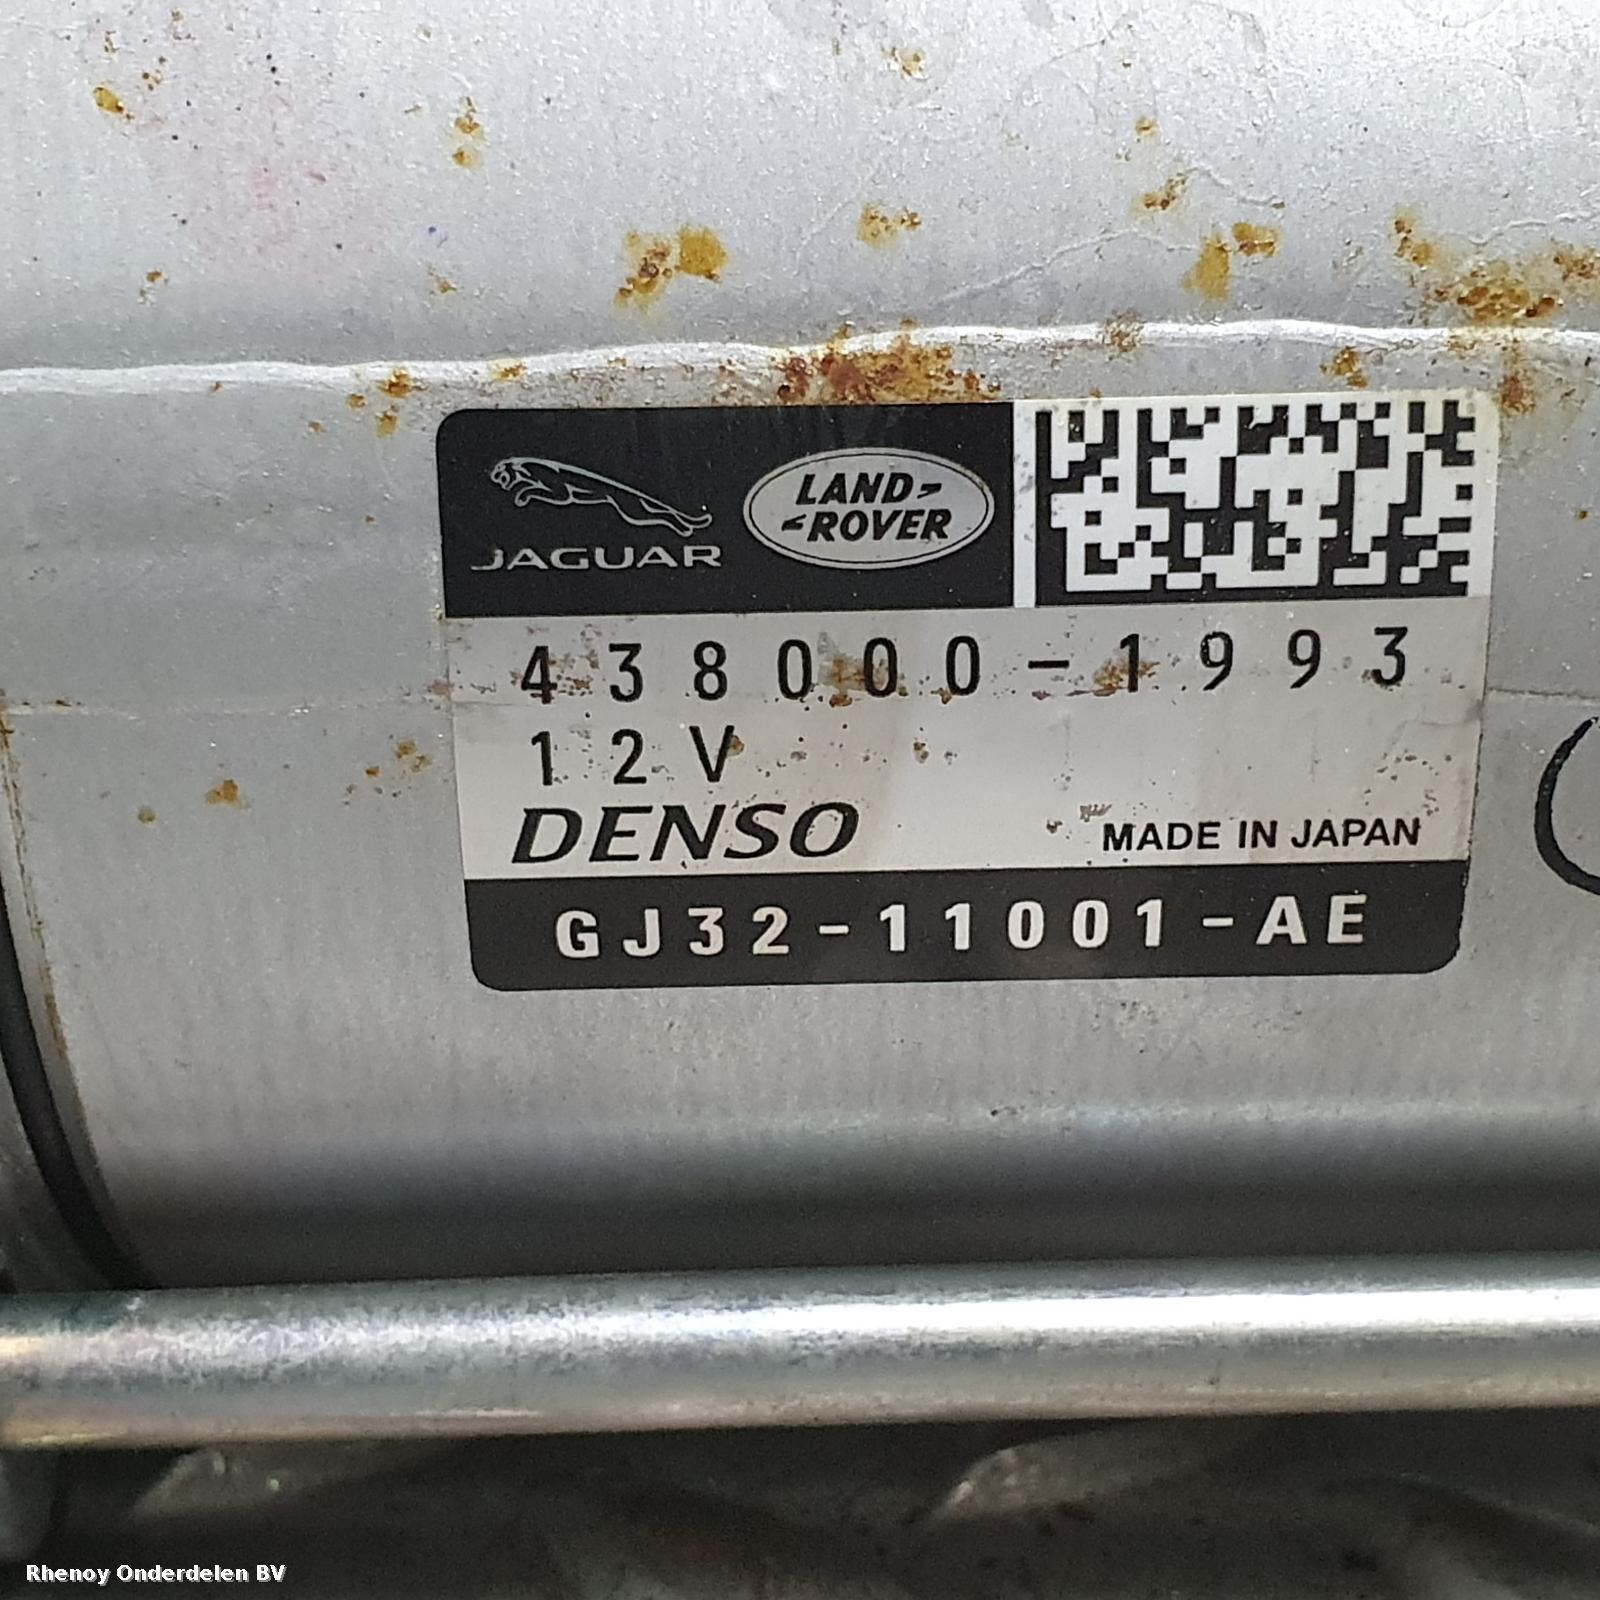 JAGUAR
LAND-
-ROVER
438000-1993
12V
DENSO
MADE IN JAPAN
GJ32-11001-AE
Rhenoy Onderdelen BV